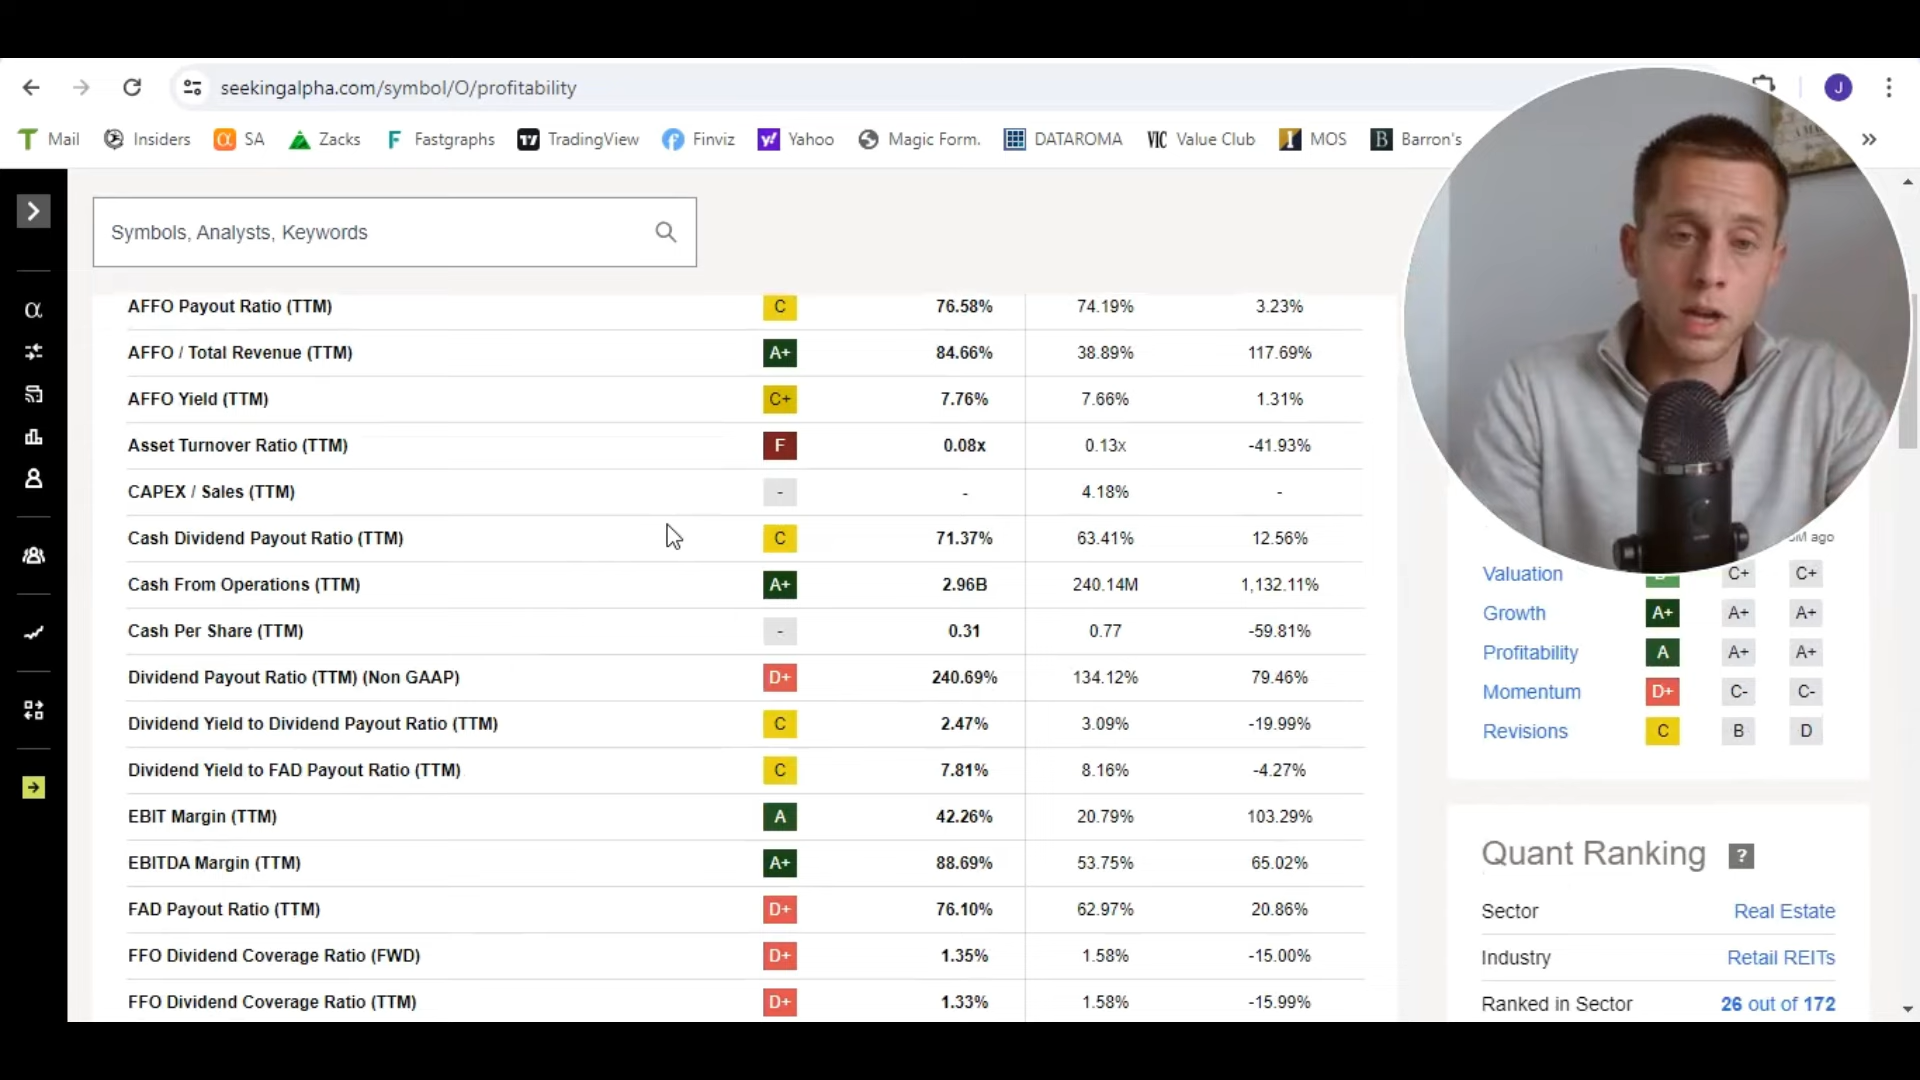 seekingalpha.com/symbol/O/profitability
J
Mail Insiders SA Zacks Fastgraphs TradingView Finviz Yahoo Magic Form. DATAROMA Value Club MOS Barron's
Symbols, Analysts, Keywords
AFFO Payout Ratio (TTM) C 76.58% 74.19% 3.23%
AFFO / Total Revenue (TTM) A+ 84.66% 38.89% 117.69%
AFFO Yield (TTM) C+ 7.76% 7.66% 1.31%
Asset Turnover Ratio (TTM) F 0.08x 0.13x -41.93%
CAPEX / Sales (TTM) - - 4.18% -
Cash Dividend Payout Ratio (TTM) C 71.37% 63.41% 12.56%
Cash From Operations (TTM) A+ 2.96B 240.14M 1,132.11%
Cash Per Share (TTM) - 0.31 0.77 -59.81%
Dividend Payout Ratio (TTM) (Non GAAP) D+ 240.69% 134.12% 79.46%
Dividend Yield to Dividend Payout Ratio (TTM) C 2.47% 3.09% -19.99%
Dividend Yield to FAD Payout Ratio (TTM) C 7.81% 8.16% -4.27%
EBIT Margin (TTM) A 42.26% 20.79% 103.29%
EBITDA Margin (TTM) A+ 88.69% 53.75% 65.02%
FAD Payout Ratio (TTM) D+ 76.10% 62.97% 20.86%
FFO Dividend Coverage Ratio (FWD) D+ 1.35% 1.58% -15.00%
FFO Dividend Coverage Ratio (TTM) D+ 1.33% 1.58% -15.99%
ago
Valuation C+ C+
Growth A+ A+ A+
Profitability A A+ A+
Momentum D+ C- C-
Revisions C B D
Quant Ranking ?
Sector Real Estate
Industry Retail REITs
Ranked in Sector 26 out of 172